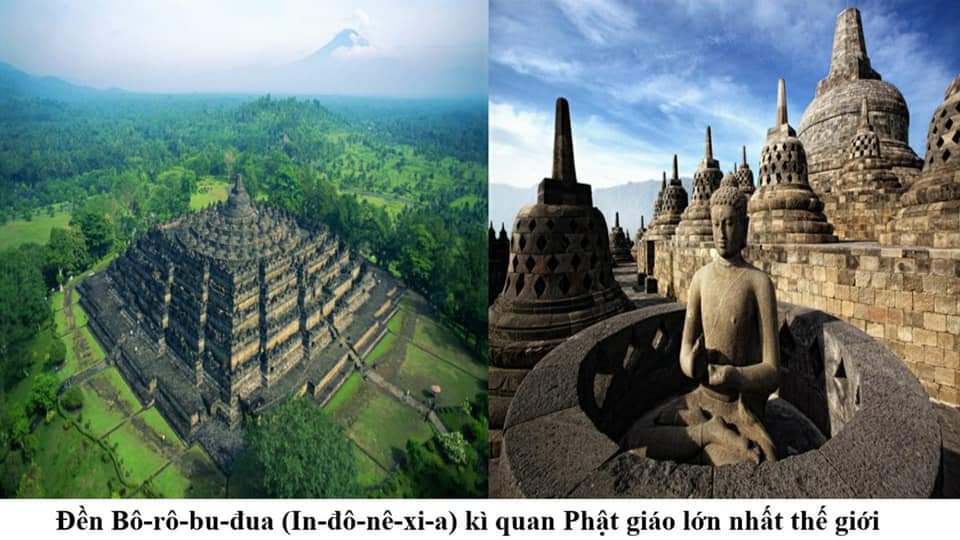 Đền Bô-rô-bu-đua (In-đô-nê-xi-a) kì quan Phật giáo lớn nhất thế giới